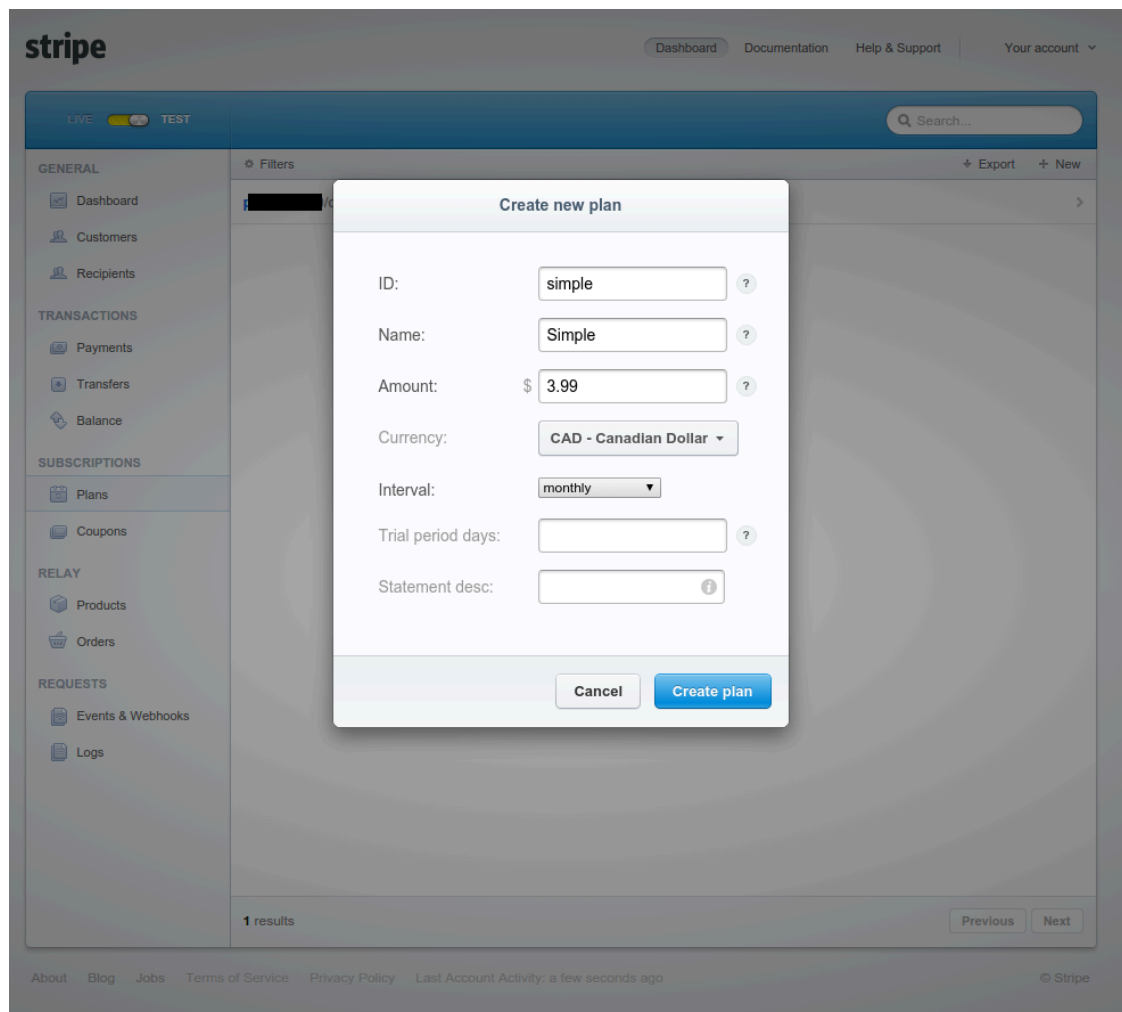 stripe
Dashboard Documentation Help & Support Your account
LIVE TEST Search...
GENERAL
Filters Export New
Dashboard
Customers
Recipients
TRANSACTIONS
Payments
Transfers
Balance
SUBSCRIPTIONS
Plans
Coupons
RELAY
Products
Orders
REQUESTS
Events & Webhooks
Logs
Create new plan
ID: simple ?
Name: Simple ?
Amount: $ 3.99 ?
Currency: CAD - Canadian Dollar
Interval: monthly
Trial period days: ?
Statement desc:
Cancel Create plan
1 results Previous Next
About Blog Jobs Terms of Service Privacy Policy Last Account Activity: a few seconds ago © Stripe